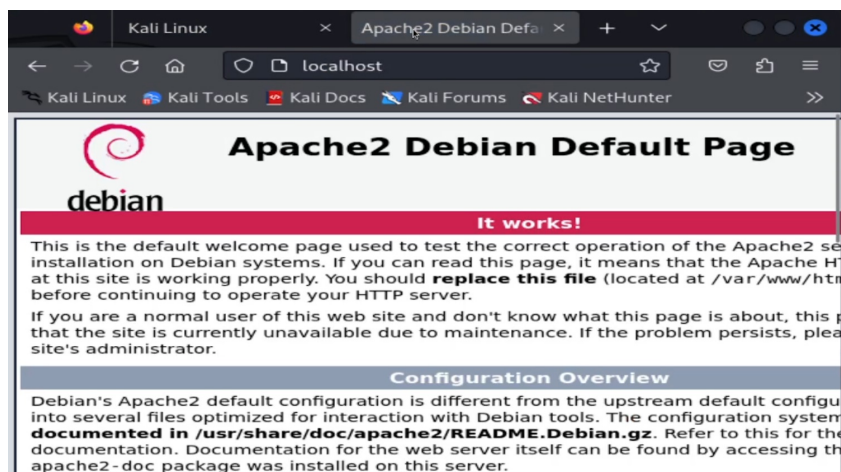 Kali Linux
Apache2 Debian Defa
localhost
Kali Linux Kali Tools Kali Docs Kali Forums Kali NetHunter
debian
Apache2 Debian Default Page
It works!
This is the default welcome page used to test the correct operation of the Apache2 se
installation on Debian systems. If you can read this page, it means that the Apache H
at this site is working properly. You should replace this file (located at /var/www/htm
before continuing to operate your HTTP server.
If you are a normal user of this web site and don't know what this page is about, this p
that the site is currently unavailable due to maintenance. If the problem persists, plea
site's administrator.
Configuration Overview
Debian's Apache2 default configuration is different from the upstream default configu
into several files optimized for interaction with Debian tools. The configuration system
documented in /usr/share/doc/apache2/README.Debian.gz. Refer to this for the
documentation. Documentation for the web server itself can be found by accessing th
apache2-doc package was installed on this server.